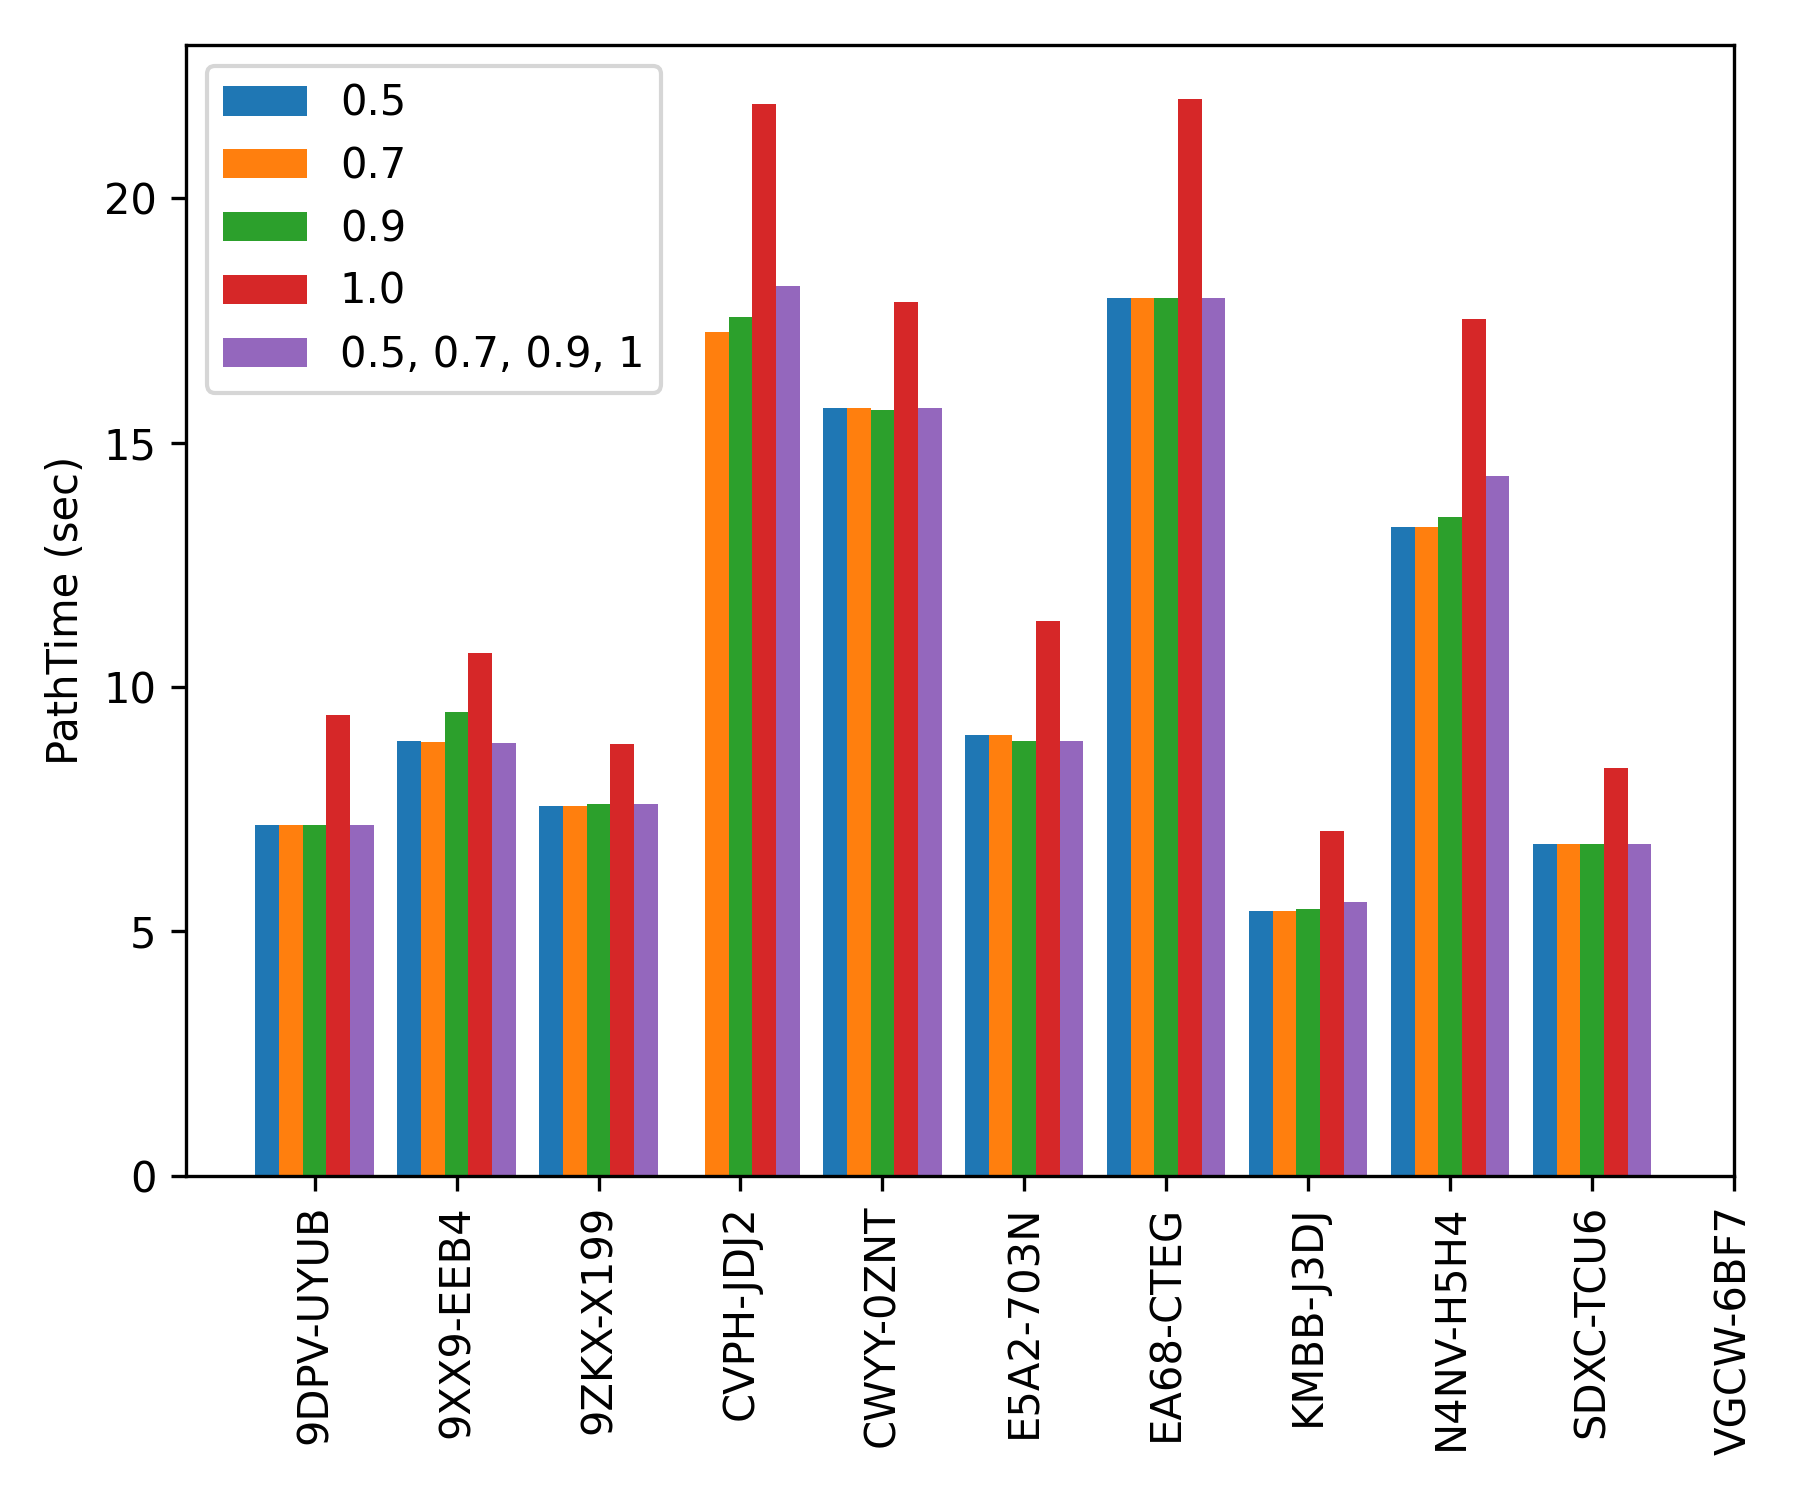 0.5
0.7
0.9
1.0
0.5, 0.7, 0.9, 1
PathTime (sec)
20
15
10
5
0
9DPV-UYUB
9XX9-EEB4
9ZKX-X199
CVPH-JDJ2
CWYY-0ZNT
E5A2-703N
EA68-CTEG
KMBB-J3DJ
N4NV-H5H4
SDXC-TCU6
VGCW-6BF7